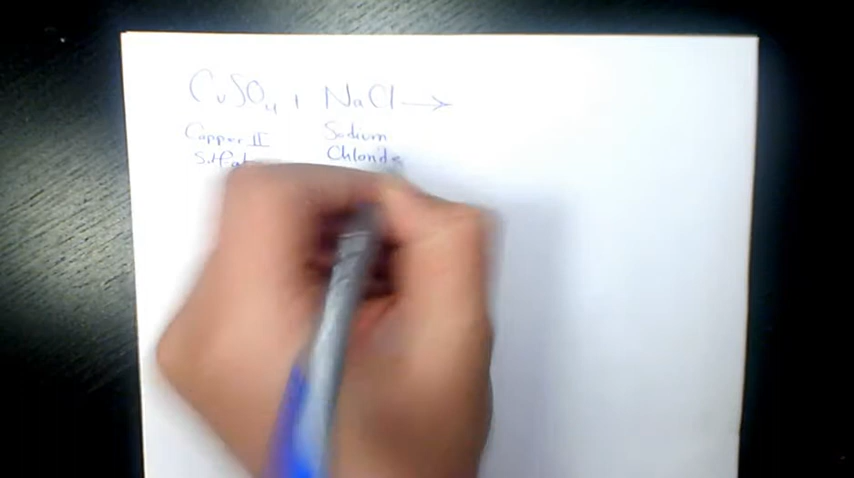 CuSO4 + NaCl →
Copper II Sodium
Chloride